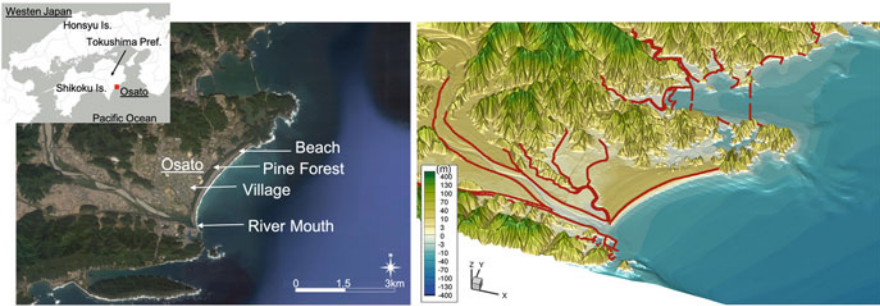 Westen Japan
Honsyu Is.
Tokushima Pref.
Shikoku Is.
Osato
Pacific Ocean
Beach
Osato
Pine Forest
Village
River Mouth
0 1.5 3km
(m)
400
130
100
70
40
10
3
0
-3
-10
-40
-70
-100
-130
-400
Z Y
X